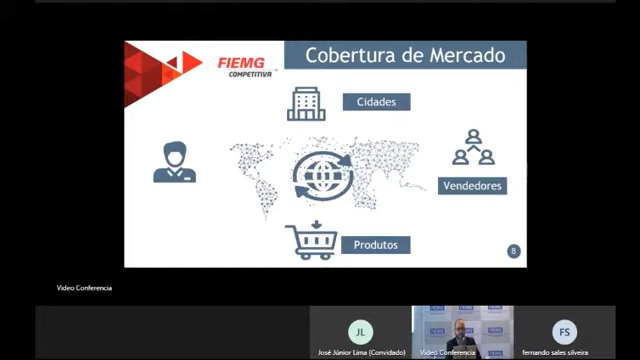 FIEMG
COMPETITIVA
Cobertura de Mercado
Cidades
Vendedores
Produtos
8
Video Conferencia
JL
José Júnior Lima (Convidado)
Video Conferencia
FS
fernando sales silveira